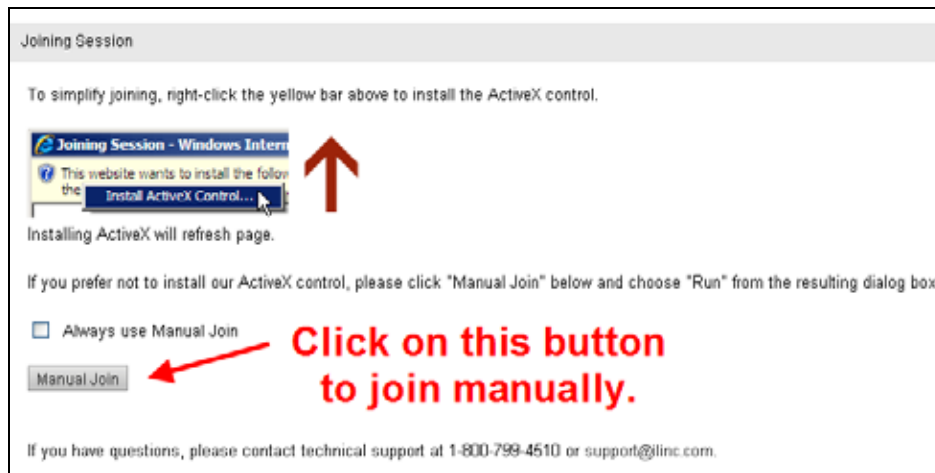 Joining Session
To simplify joining, right-click the yellow bar above to install the ActiveX control.
Joining Session - Windows Intern
This website wants to install the follow
the
Install ActiveX Control...
Installing ActiveX will refresh page.
If you prefer not to install our ActiveX control, please click "Manual Join" below and choose "Run" from the resulting dialog box
Always use Manual Join
Click on this button
to join manually.
Manual Join
If you have questions, please contact technical support at 1-800-799-4510 or support@ilinc.com.